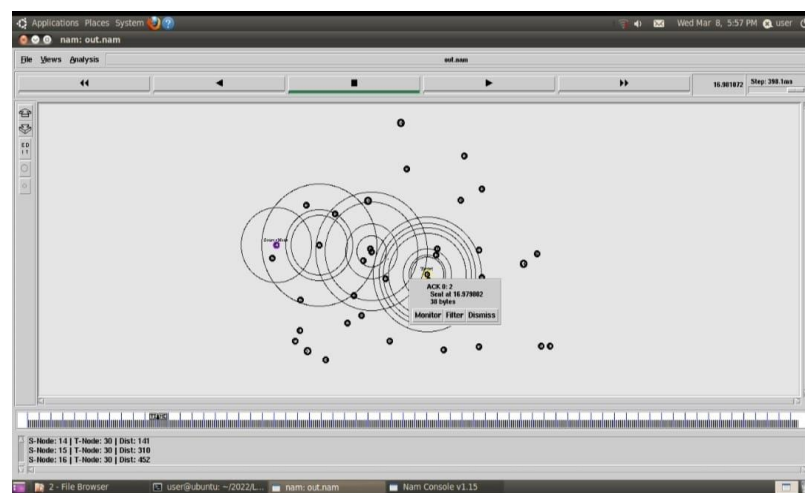 Applications Places System
Wed Mar 8, 5:57 PM user
nam: out.nam
File Views Analysis
out.nam
16.981072 Step: 398.1ms
ED
IT
ACK 0: 2
Sent at 16.979802
38 bytes
Monitor Filter Dismiss
S-Node: 14 | T-Node: 30 | Dist: 141
S-Node: 15 | T-Node: 30 | Dist: 310
S-Node: 16 | T-Node: 30 | Dist: 452
2 - File Browser
user@ubuntu: ~/2022/L...
nam: out.nam
Nam Console v1.15